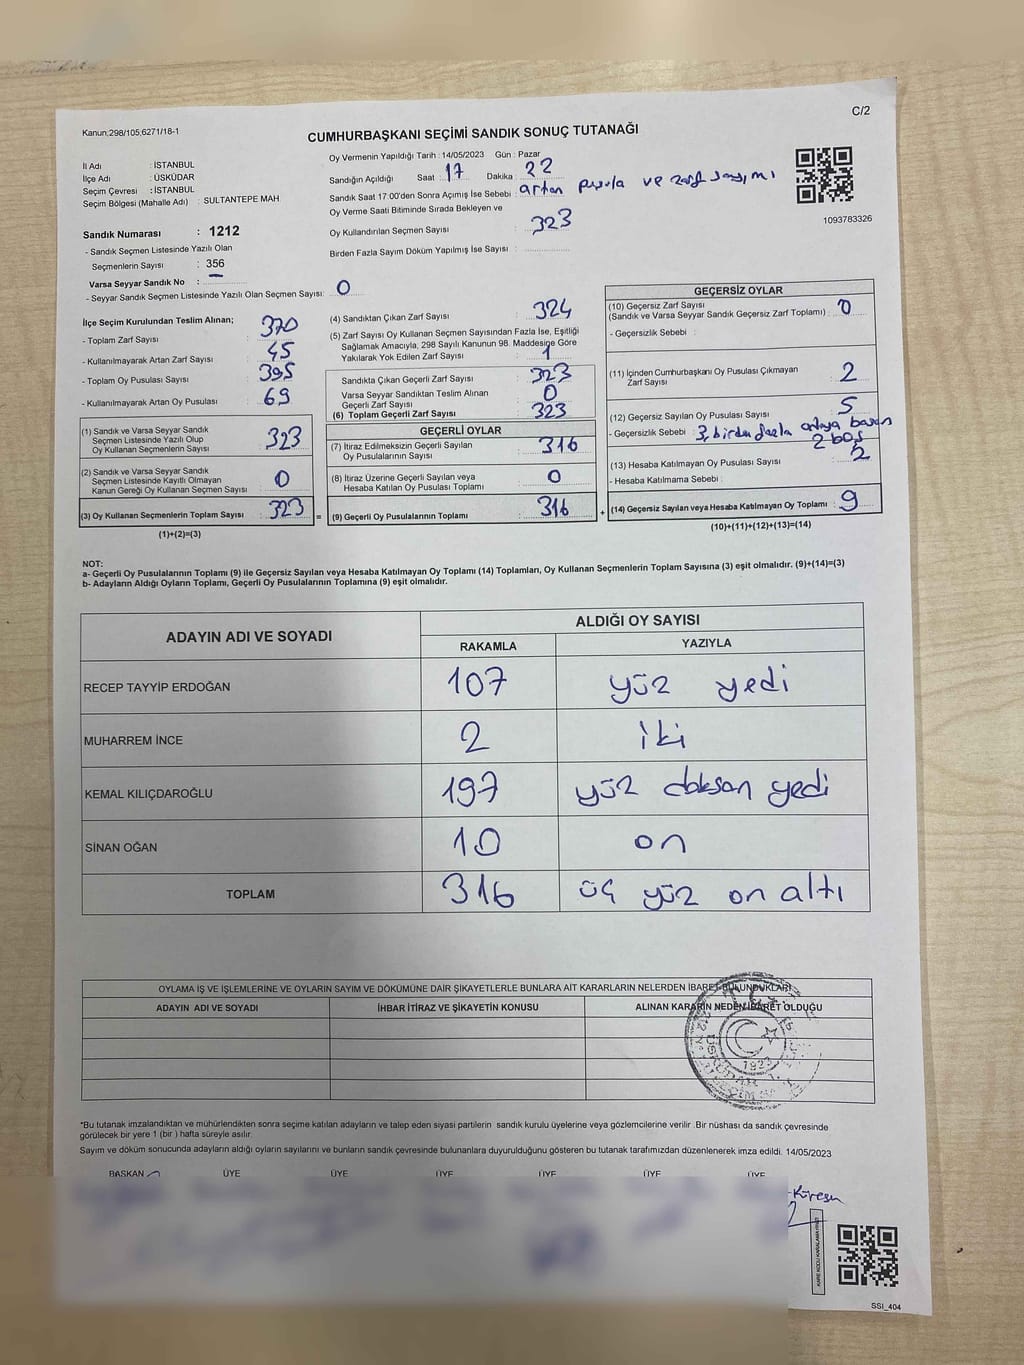 Kanun;298/105,6271/18-1
C/2
CUMHURBAŞKANI SEÇİMİ SANDIK SONUÇ TUTANAĞI
İl Adı : İSTANBUL
İlçe Adı : ÜSKÜDAR
Seçim Çevresi : İSTANBUL
Seçim Bölgesi (Mahalle Adı) : SULTANTEPE MAH
Sandık Numarası : 1212
- Sandık Seçmen Listesinde Yazılı Olan
Seçmenlerin Sayısı : 356
Varsa Seyyar Sandık No : —
- Seyyar Sandık Seçmen Listesinde Yazılı Olan Seçmen Sayısı: 0
Oy Vermenin Yapıldığı Tarih : 14/05/2023 Gün : Pazar
Sandığın Açıldığı Saat : 17 Dakika : 22
Sandık Saat 17.00'den Sonra Açımış İse Sebebi : artan pusula ve zarf sayımı
Oy Verme Saati Bitiminde Sırada Bekleyen ve
Oy Kullandırılan Seçmen Sayısı : 323
Birden Fazla Sayım Döküm Yapılmış İse Sayısı :
1093783326
İlçe Seçim Kurulundan Teslim Alınan;
- Toplam Zarf Sayısı : 370
- Kullanılmayarak Artan Zarf Sayısı : 45
- Toplam Oy Pusulası Sayısı : 395
- Kullanılmayarak Artan Oy Pusulası : 69
(1) Sandık ve Varsa Seyyar Sandık
Seçmen Listesinde Yazılı Olup
Oy Kullanan Seçmenlerin Sayısı : 323
(2) Sandık ve Varsa Seyyar Sandık
Seçmen Listesinde Kayıtlı Olmayan
Kanun Gereği Oy Kullanan Seçmen Sayısı : 0
(3) Oy Kullanan Seçmenlerin Toplam Sayısı : 323
(1)+(2)=(3)
(4) Sandıktan Çıkan Zarf Sayısı : 324
(5) Zarf Sayısı Oy Kullanan Seçmen Sayısından Fazla İse, Eşitliği
Sağlamak Amacıyla, 298 Sayılı Kanunun 98. Maddesine Göre
Yakılarak Yok Edilen Zarf Sayısı : 1
Sandıkta Çıkan Geçerli Zarf Sayısı : 323
Varsa Seyyar Sandıktan Teslim Alınan
Geçerli Zarf Sayısı : 0
(6) Toplam Geçerli Zarf Sayısı : 323
GEÇERLİ OYLAR
(7) İtiraz Edilmeksizin Geçerli Sayılan
Oy Pusulalarının Sayısı : 316
(8) İtiraz Üzerine Geçerli Sayılan veya
Hesaba Katılan Oy Pusulası Toplamı : 0
= (9) Geçerli Oy Pusulalarının Toplamı : 316 +
GEÇERSİZ OYLAR
(10) Geçersiz Zarf Sayısı
(Sandık ve Varsa Seyyar Sandık Geçersiz Zarf Toplamı) : 0
- Geçersizlik Sebebi :
(11) İçinden Cumhurbaşkanı Oy Pusulası Çıkmayan
Zarf Sayısı : 2
(12) Geçersiz Sayılan Oy Pusulası Sayısı : 5
- Geçersizlik Sebebi : 3, birden fazla adaya basan
2 boş
(13) Hesaba Katılmayan Oy Pusulası Sayısı : 2
- Hesaba Katılmama Sebebi :
(14) Geçersiz Sayılan veya Hesaba Katılmayan Oy Toplamı : 9
(10)+(11)+(12)+(13)=(14)
NOT:
a- Geçerli Oy Pusulalarının Toplamı (9) ile Geçersiz Sayılan veya Hesaba Katılmayan Oy Toplamı (14) Toplamları, Oy Kullanan Seçmenlerin Toplam Sayısına (3) eşit olmalıdır. (9)+(14)=(3)
b- Adayların Aldığı Oyların Toplamı, Geçerli Oy Pusulalarının Toplamına (9) eşit olmalıdır.
ADAYIN ADI VE SOYADI
ALDIĞI OY SAYISI
RAKAMLA YAZIYLA
RECEP TAYYİP ERDOĞAN 107 yüz yedi
MUHARREM İNCE 2 iki
KEMAL KILIÇDAROĞLU 197 yüz doksan yedi
SİNAN OĞAN 10 on
TOPLAM 316 üç yüz on altı
OYLAMA İŞ VE İŞLEMLERİNE VE OYLARIN SAYIM VE DÖKÜMÜNE DAİR ŞİKAYETLERLE BUNLARA AİT KARARLARIN NELERDEN İBARET BULUNDUKLARI
ADAYIN ADI VE SOYADI İHBAR İTİRAZ VE ŞİKAYETİN KONUSU ALINAN KARARIN NEDEN İBARET OLDUĞU
T.C.
ÜSKÜDAR
1923
*Bu tutanak imzalandıktan ve mühürlendikten sonra seçime katılan adayların ve talep eden siyasi partilerin sandık kurulu üyelerine veya gözlemcilerine verilir .Bir nüshası da sandık çevresinde
görülecek bir yere 1 (bir ) hafta süreyle asılır.
Sayım ve döküm sonucunda adayların aldığı oyların sayılarını ve bunların sandık çevresinde bulunanlara duyurulduğunu gösteren bu tutanak tarafımızdan düzenlenerek imza edildi. 14/05/2023
BAŞKAN ÜYE ÜYE ÜYE ÜYE ÜYE ÜYE
SSI_404